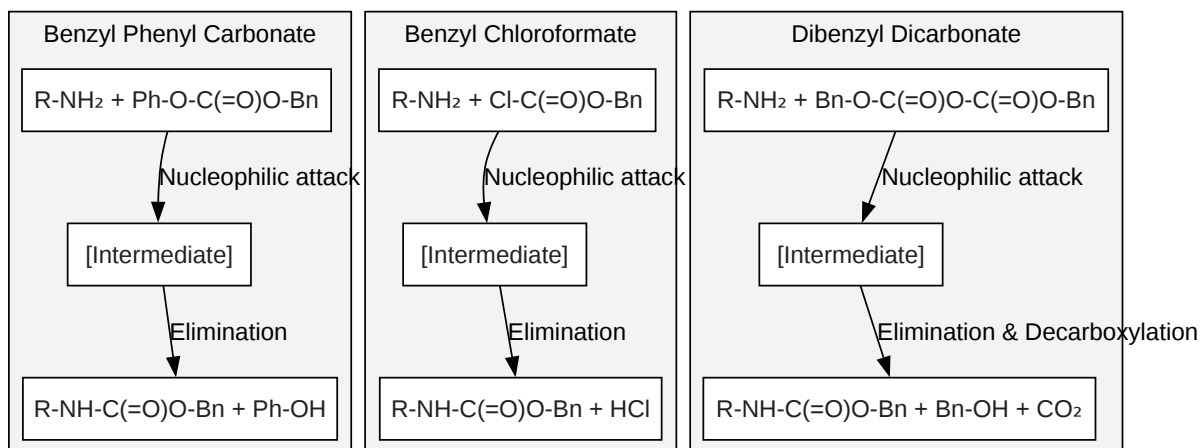 Benzyl Phenyl Carbonate
R-NH₂ + Ph-O-C(=O)O-Bn
Nucleophilic attack
[Intermediate]
Elimination
R-NH-C(=O)O-Bn + Ph-OH
Benzyl Chloroformate
R-NH₂ + Cl-C(=O)O-Bn
Nucleophilic attack
[Intermediate]
Elimination
R-NH-C(=O)O-Bn + HCl
Dibenzyl Dicarbonate
R-NH₂ + Bn-O-C(=O)O-C(=O)O-Bn
Nucleophilic attack
[Intermediate]
Elimination & Decarboxylation
R-NH-C(=O)O-Bn + Bn-OH + CO₂